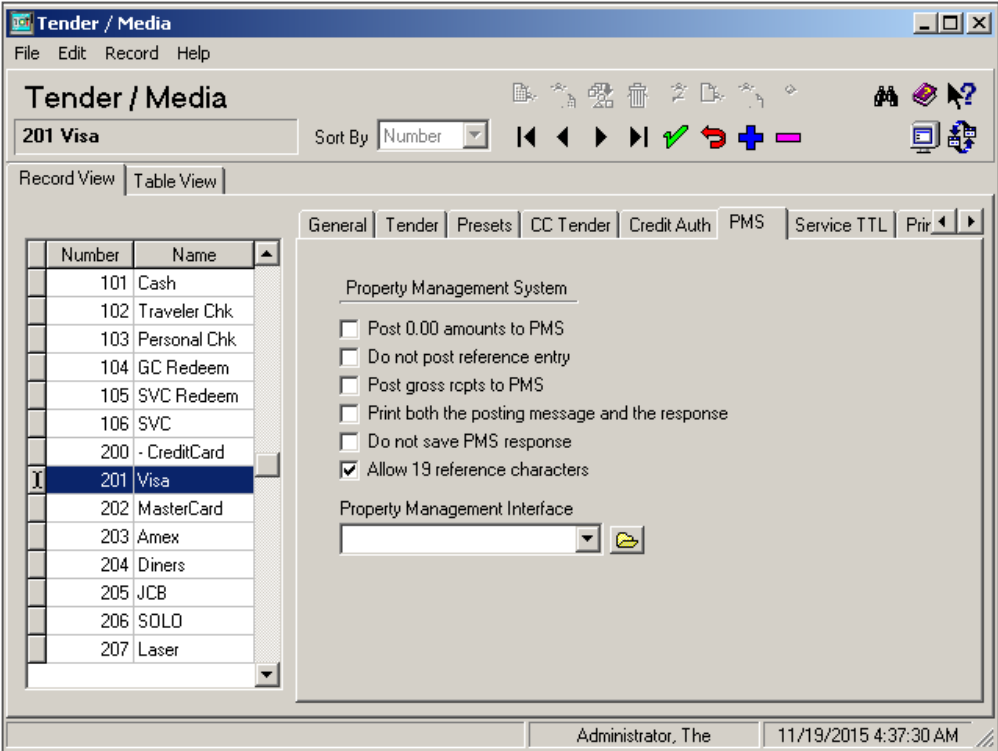 Tender / Media
File Edit Record Help
Tender / Media
201 Visa
Sort By Number
Record View Table View
General Tender Presets CC Tender Credit Auth PMS Service TTL Prin
Number Name
101 Cash
102 Traveler Chk
103 Personal Chk
104 GC Redeem
105 SVC Redeem
106 SVC
200 - CreditCard
201 Visa
202 MasterCard
203 Amex
204 Diners
205 JCB
206 SOLO
207 Laser
Property Management System
Post 0.00 amounts to PMS
Do not post reference entry
Post gross rcpts to PMS
Print both the posting message and the response
Do not save PMS response
Allow 19 reference characters
Property Management Interface
Administrator, The 11/19/2015 4:37:30 AM